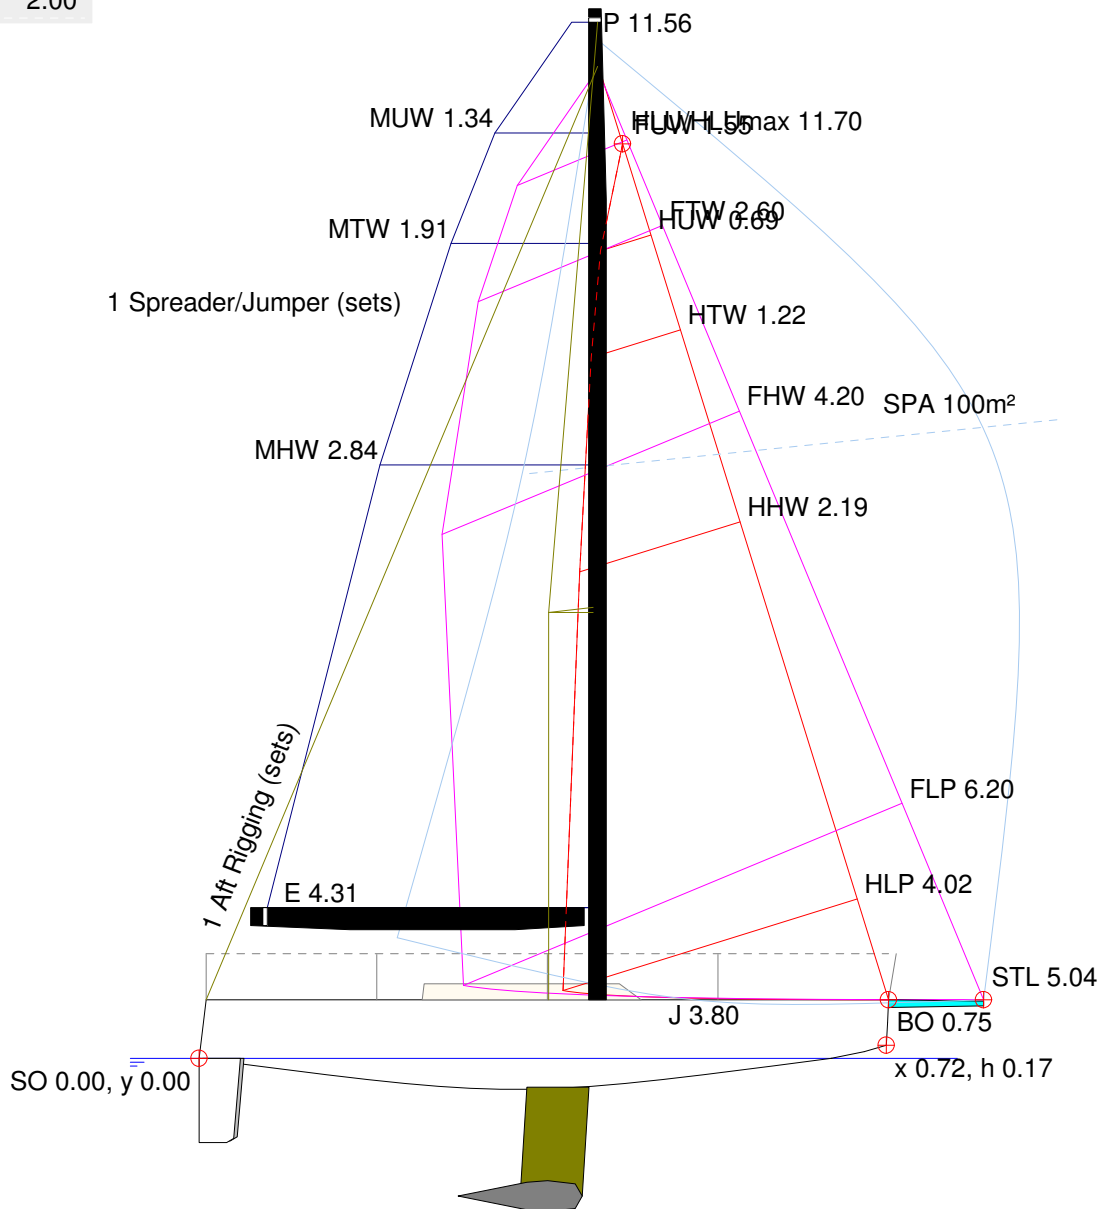 2.00
P 11.56
MUW 1.34
HLU/HLUmax 11.70
FUW 1.55
MTW 1.91
FTW 2.60
HUW 0.69
1 Spreader/Jumper (sets)
HTW 1.22
FHW 4.20
SPA 100m²
MHW 2.84
HHW 2.19
1 Aft Rigging (sets)
FLP 6.20
E 4.31
HLP 4.02
STL 5.04
J 3.80
BO 0.75
x 0.72, h 0.17
SO 0.00, y 0.00